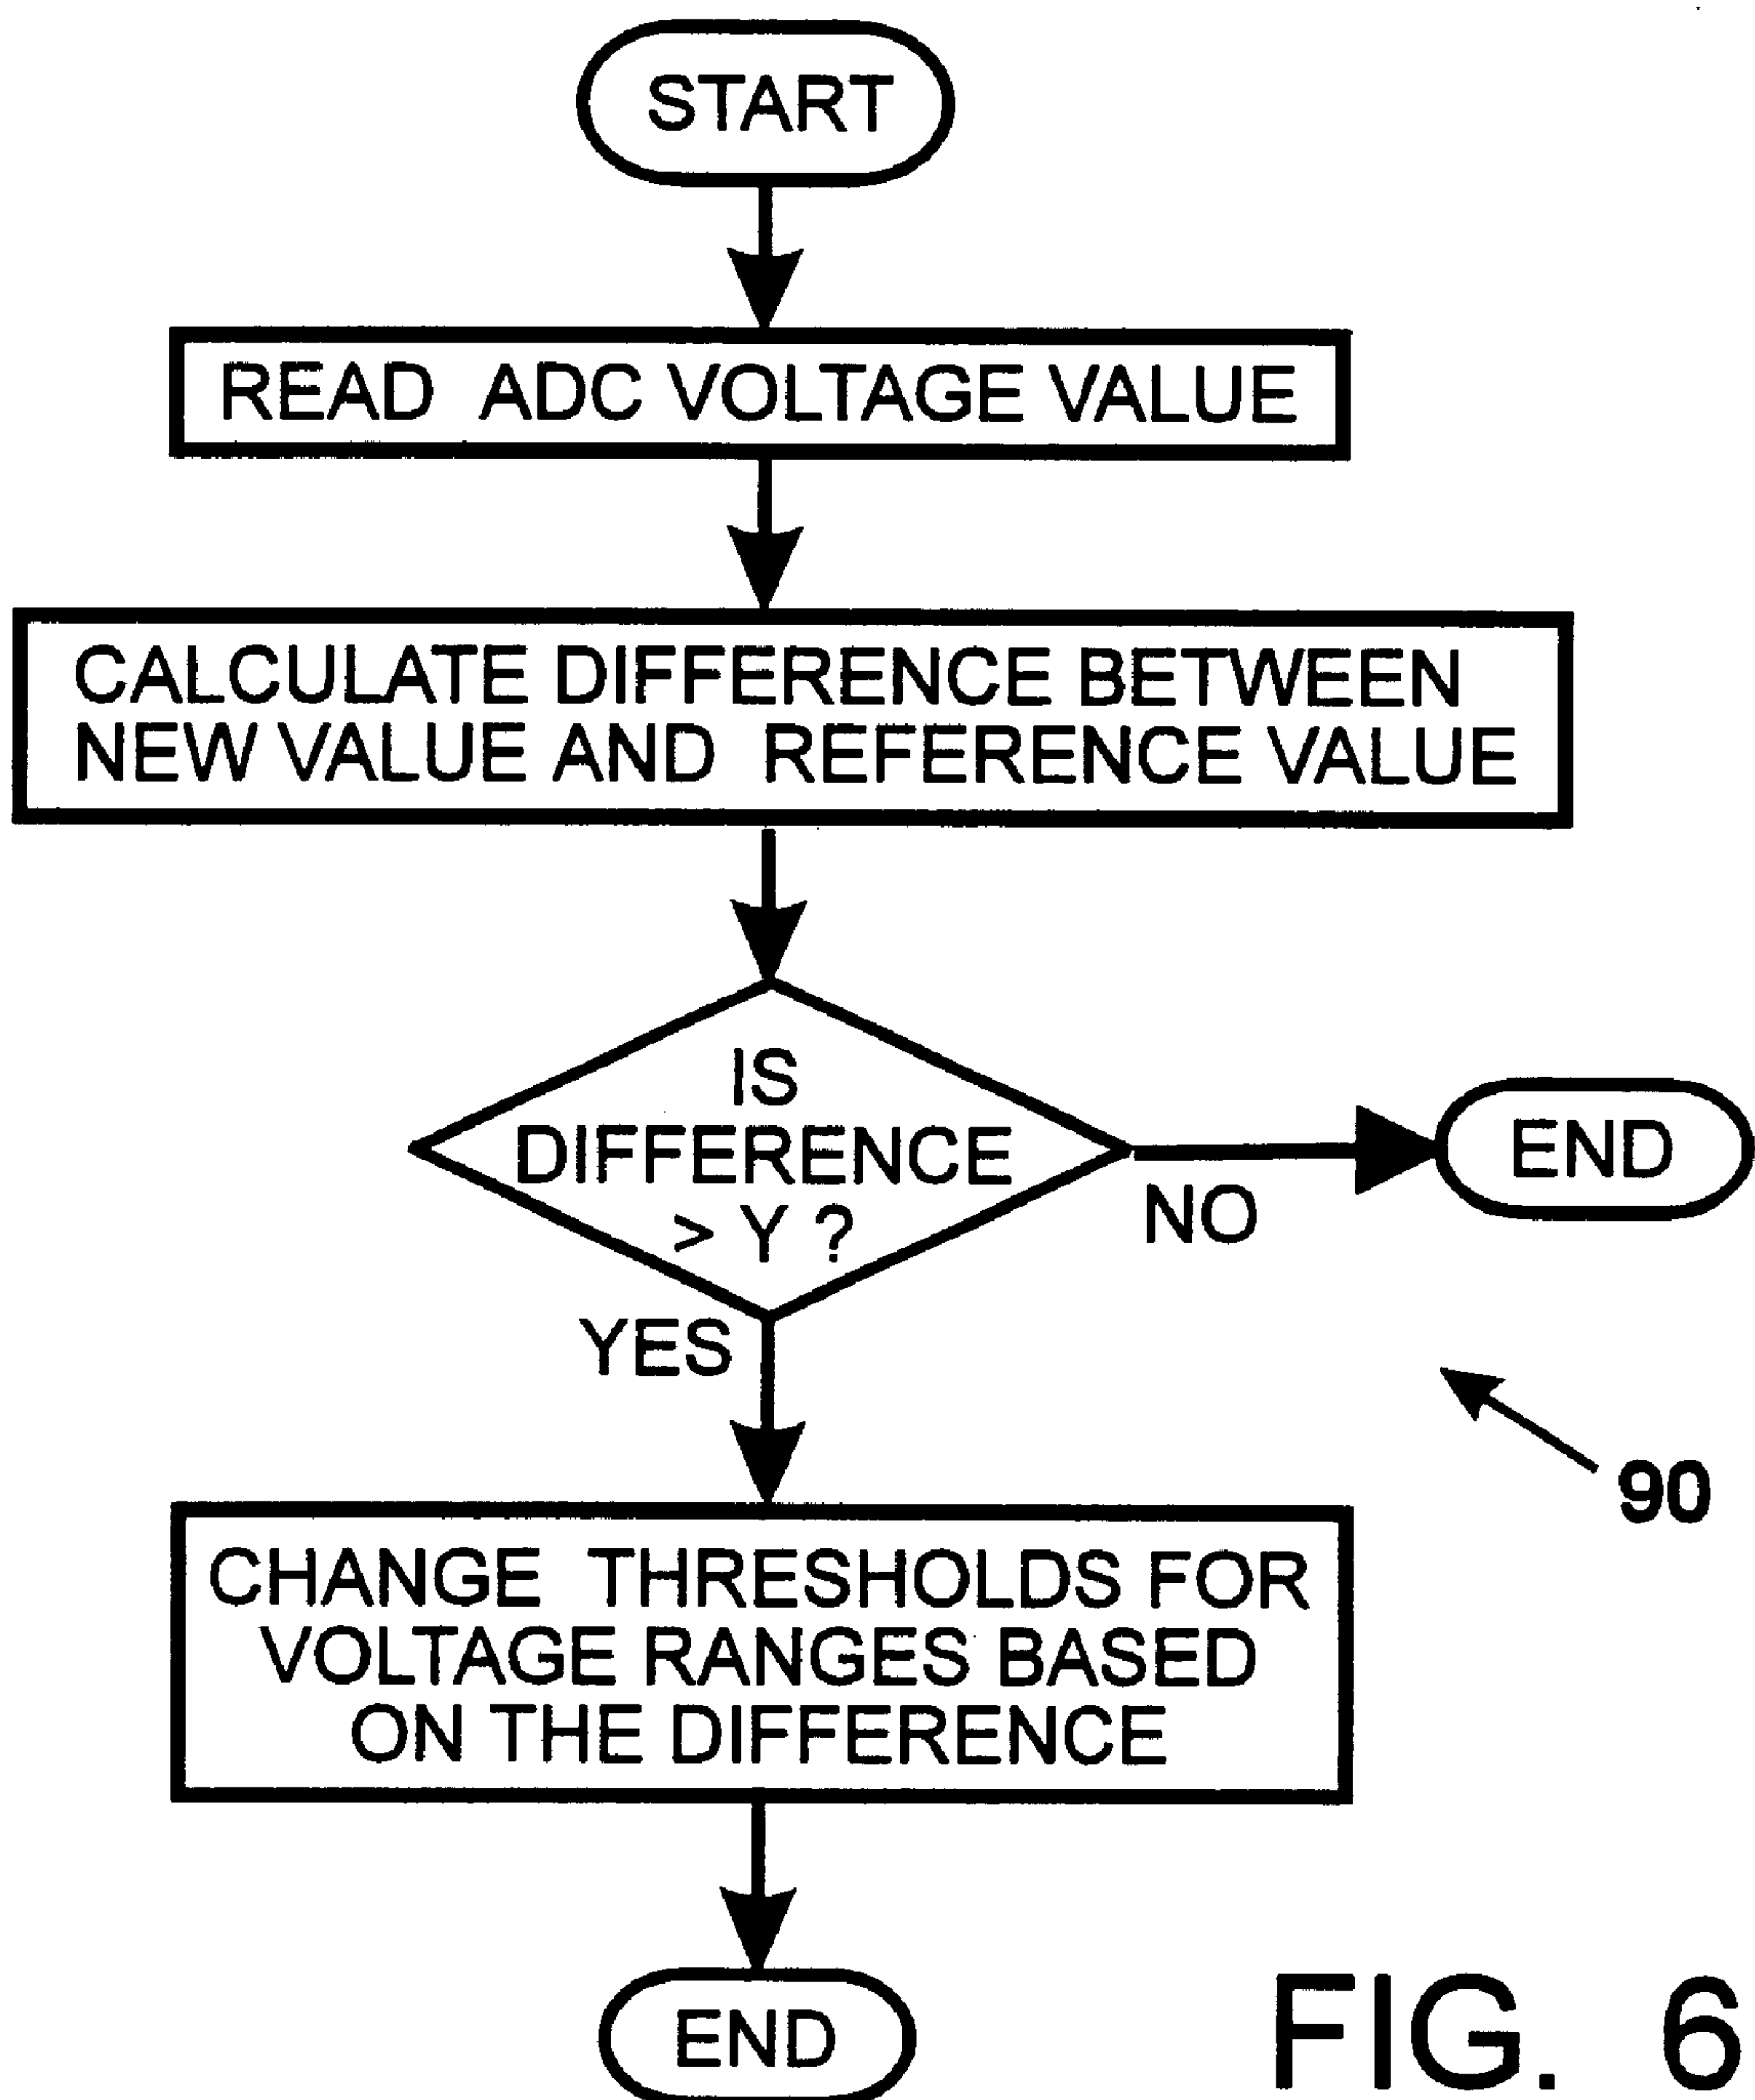 START
READ ADC VOLTAGE VALUE
CALCULATE DIFFERENCE BETWEEN
NEW VALUE AND REFERENCE VALUE
IS
DIFFERENCE
> Y ?
NO
END
YES
90
CHANGE THRESHOLDS FOR
VOLTAGE RANGES BASED
ON THE DIFFERENCE
END
FIG. 6